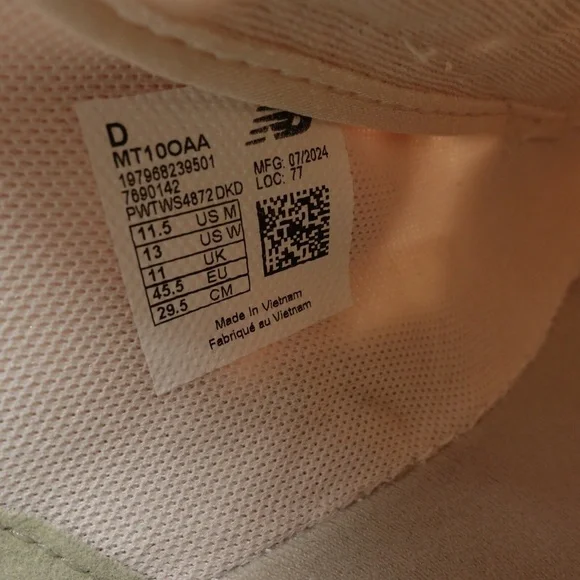 D
MT10OAA
197968239501
7690142
PWTWS4872 DKD
MFG: 07/2024
LOC: 77
11.5 US M
13 US W
11 UK
45.5 EU
29.5 CM
Made In Vietnam
Fabriqué au Vietnam